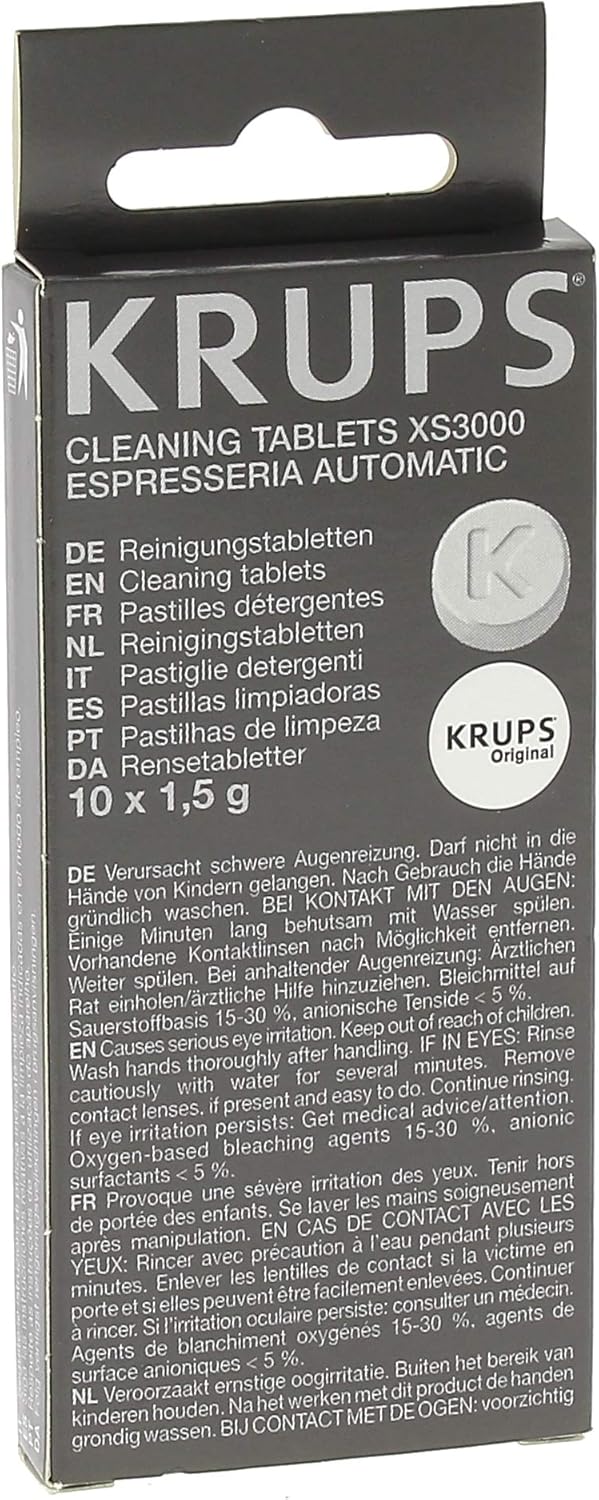 KRUPS®
CLEANING TABLETS XS3000
ESPRESSERIA AUTOMATIC
DE Reinigungstabletten
EN Cleaning tablets
FR Pastilles détergentes
NL Reinigingstabletten
IT Pastiglie detergenti
ES Pastillas limpiadoras
PT Pastilhas de limpeza
DA Rensetabletter
10 x 1,5 g
K
KRUPS
Original
DE Verursacht schwere Augenreizung. Darf nicht in die
Hände von Kindern gelangen. Nach Gebrauch die Hände
gründlich waschen. BEI KONTAKT MIT DEN AUGEN:
Einige Minuten lang behutsam mit Wasser spülen.
Vorhandene Kontaktlinsen nach Möglichkeit entfernen.
Weiter spülen. Bei anhaltender Augenreizung: Ärztlichen
Rat einholen/ärztliche Hilfe hinzuziehen. Bleichmittel auf
Sauerstoffbasis 15-30 %, anionische Tenside < 5 %.
EN Causes serious eye irritation. Keep out of reach of children.
Wash hands thoroughly after handling. IF IN EYES: Rinse
cautiously with water for several minutes. Remove
contact lenses, if present and easy to do. Continue rinsing.
If eye irritation persists: Get medical advice/attention.
Oxygen-based bleaching agents 15-30 %, anionic
surfactants < 5 %.
FR Provoque une sévère irritation des yeux. Tenir hors
de portée des enfants. Se laver les mains soigneusement
après manipulation. EN CAS DE CONTACT AVEC LES
YEUX: Rincer avec précaution à l'eau pendant plusieurs
minutes. Enlever les lentilles de contact si la victime en
porte et si elles peuvent être facilement enlevées. Continuer
à rincer. Si l'irritation oculaire persiste: consulter un médecin.
Agents de blanchiment oxygénés 15-30 %, agents de
surface anioniques < 5 %.
NL Veroorzaakt ernstige oogirritatie. Buiten het bereik van
kinderen houden. Na het werken met dit product de handen
grondig wassen. BIJ CONTACT MET DE OGEN: voorzichtig